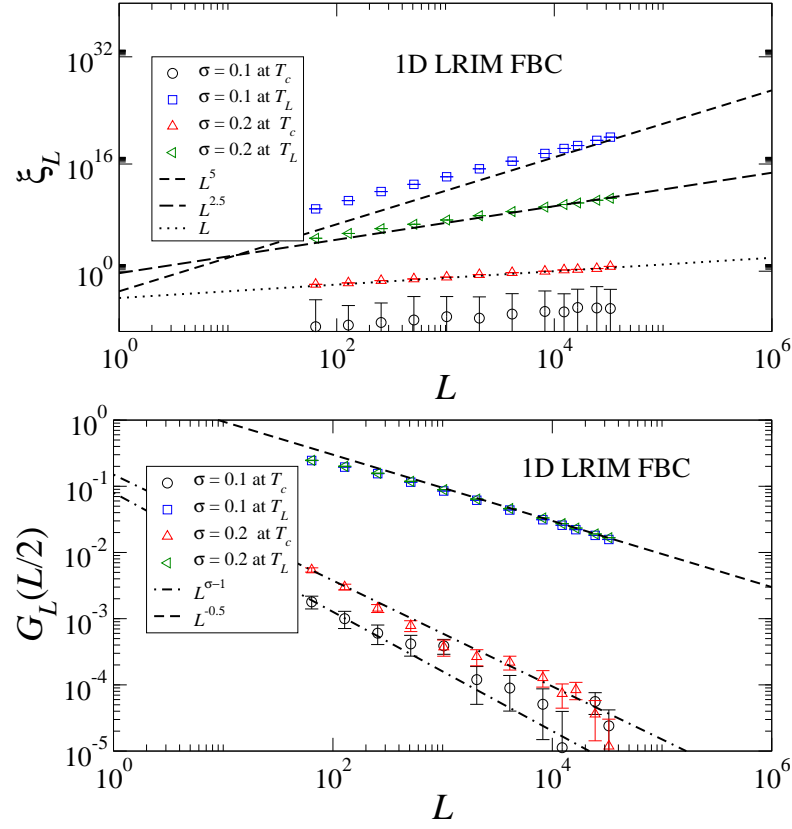 10^32
1D LRIM FBC
σ = 0.1 at T_c
σ = 0.1 at T_L
σ = 0.2 at T_c
σ = 0.2 at T_L
L^5
L^2.5
L
10^16
10^0
ξ_L
10^0 10^2 10^4 10^6
L
10^0
1D LRIM FBC
σ = 0.1 at T_c
σ = 0.1 at T_L
σ = 0.2 at T_c
σ = 0.2 at T_L
L^σ−1
L^-0.5
10^-1
10^-2
10^-3
10^-4
10^-5
G_L(L/2)
10^0 10^2 10^4 10^6
L